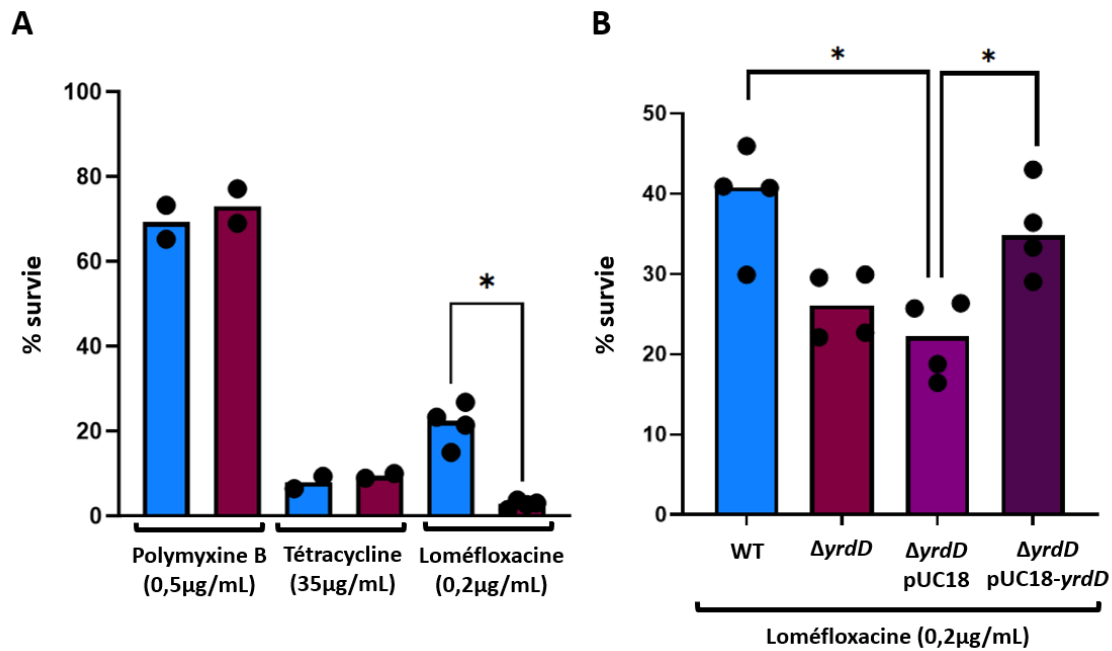 A
% survie
100
80
60
40
20
0
*
Polymyxine B
(0,5µg/mL)
Tétracycline
(35µg/mL)
Loméfloxacine
(0,2µg/mL)
B
% survie
50
40
30
20
10
0
*
*
WT
ΔyrdD
ΔyrdD
pUC18
ΔyrdD
pUC18-yrdD
Loméfloxacine (0,2µg/mL)